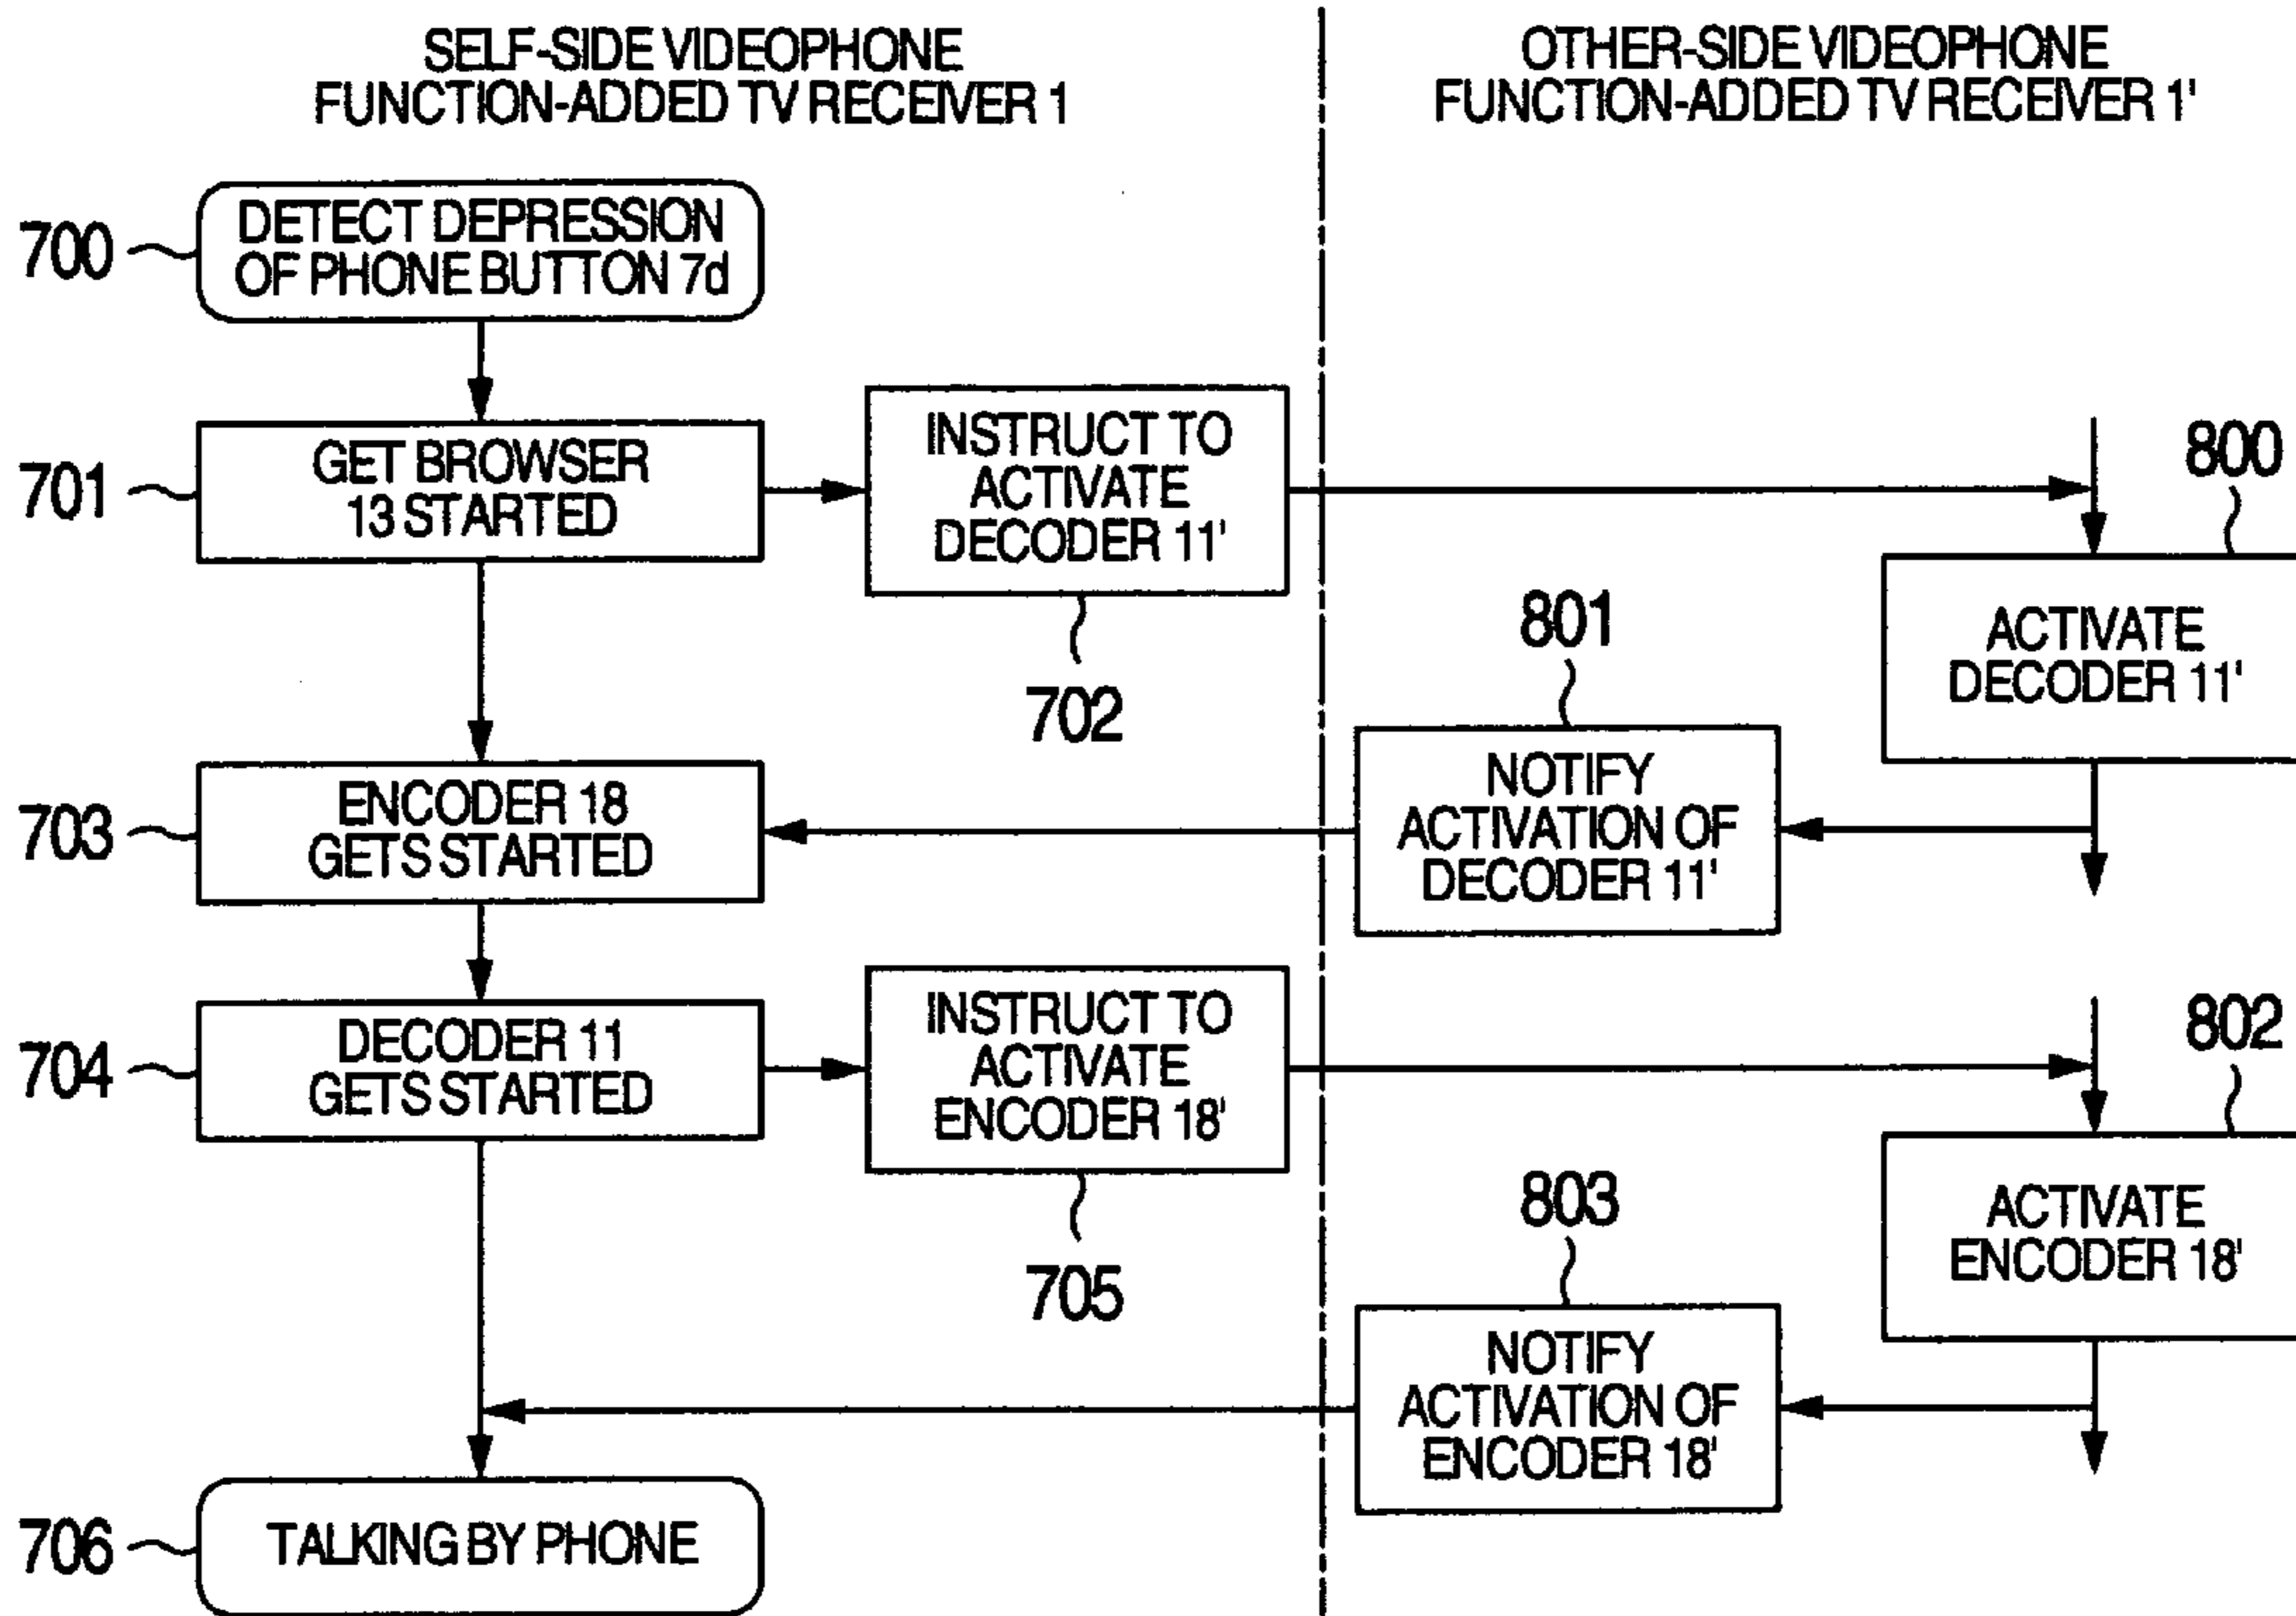 SELF-SIDE VIDEOPHONE
FUNCTION-ADDED TV RECEIVER 1
OTHER-SIDE VIDEOPHONE
FUNCTION-ADDED TV RECEIVER 1'
700
DETECT DEPRESSION
OF PHONE BUTTON 7d
701
GET BROWSER
13 STARTED
INSTRUCT TO
ACTIVATE
DECODER 11'
702
800
ACTIVATE
DECODER 11'
801
NOTIFY
ACTIVATION OF
DECODER 11'
703
ENCODER 18
GETS STARTED
704
DECODER 11
GETS STARTED
INSTRUCT TO
ACTIVATE
ENCODER 18'
705
802
ACTIVATE
ENCODER 18'
803
NOTIFY
ACTIVATION OF
ENCODER 18'
706
TALKING BY PHONE